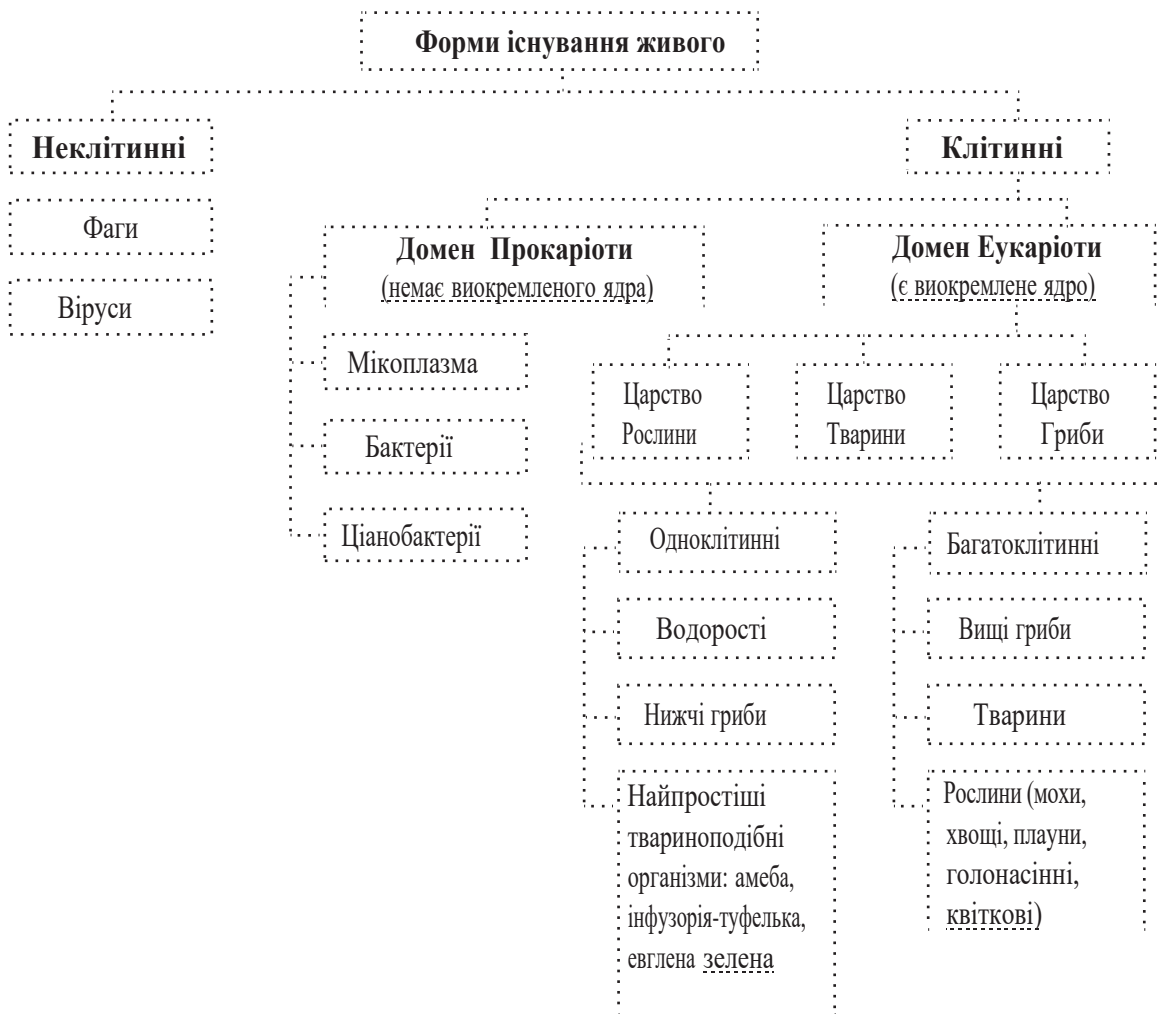 Форми існування живого
Неклітинні
Клітинні
Фаги
Віруси
Домен Прокаріоти
(немає виокремленого ядра)
Домен Еукаріоти
(є виокремлене ядро)
Мікоплазма
Бактерії
Ціанобактерії
Царство
Рослини
Царство
Тварини
Царство
Гриби
Одноклітинні
Водорості
Нижчі гриби
Найпростіші
твариноподібні
організми: амеба,
інфузорія-туфелька,
евглена зелена
Багатоклітинні
Вищі гриби
Тварини
Рослини (мохи,
хвощі, плауни,
голонасінні,
квіткові)